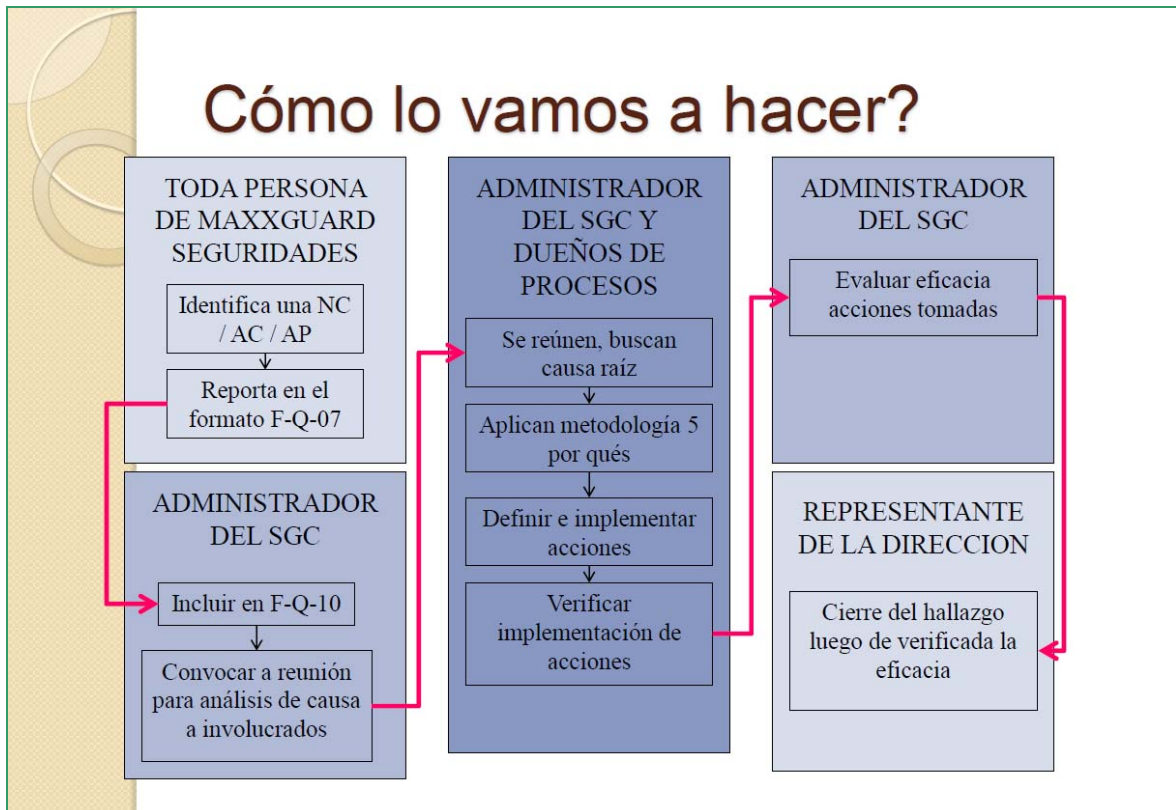 Cómo lo vamos a hacer?
TODA PERSONA
DE MAXXGUARD
SEGURIDADES
Identifica una NC
/ AC / AP
Reporta en el
formato F-Q-07
ADMINISTRADOR
DEL SGC
Incluir en F-Q-10
Convocar a reunión
para análisis de causa
a involucrados
ADMINISTRADOR
DEL SGC Y
DUEÑOS DE
PROCESOS
Se reúnen, buscan
causa raíz
Aplican metodología 5
por qués
Definir e implementar
acciones
Verificar
implementación de
acciones
ADMINISTRADOR
DEL SGC
Evaluar eficacia
acciones tomadas
REPRESENTANTE
DE LA DIRECCION
Cierre del hallazgo
luego de verificada la
eficacia